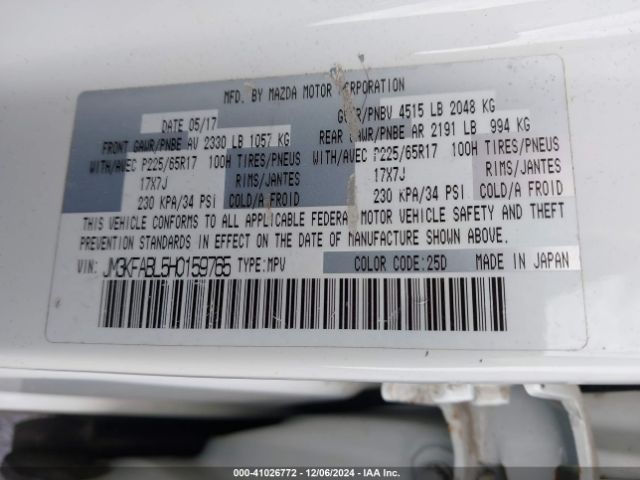 MFD. BY MAZDA MOTOR CORPORATION
DATE 05/17 GVWR/PNBV 4515 LB 2048 KG
FRONT GAWR/PNBE AV 2330 LB 1057 KG REAR GAWR/PNBE AR 2191 LB 994 KG
WITH/AVEC P225/65R17 100H TIRES/PNEUS WITH/AVEC P225/65R17 100H TIRES/PNEUS
17X7J RIMS/JANTES 17X7J RIMS/JANTES
230 KPA/34 PSI COLD/A FROID 230 KPA/34 PSI COLD/A FROID
THIS VEHICLE CONFORMS TO ALL APPLICABLE FEDERAL MOTOR VEHICLE SAFETY AND THEFT
PREVENTION STANDARDS IN EFFECT ON THE DATE OF MANUFACTURE SHOWN ABOVE.
VIN: JM3KFABL5H0159765 TYPE:MPV COLOR CODE:25D MADE IN JAPAN
000-41026772 - 12/06/2024 - IAA Inc.